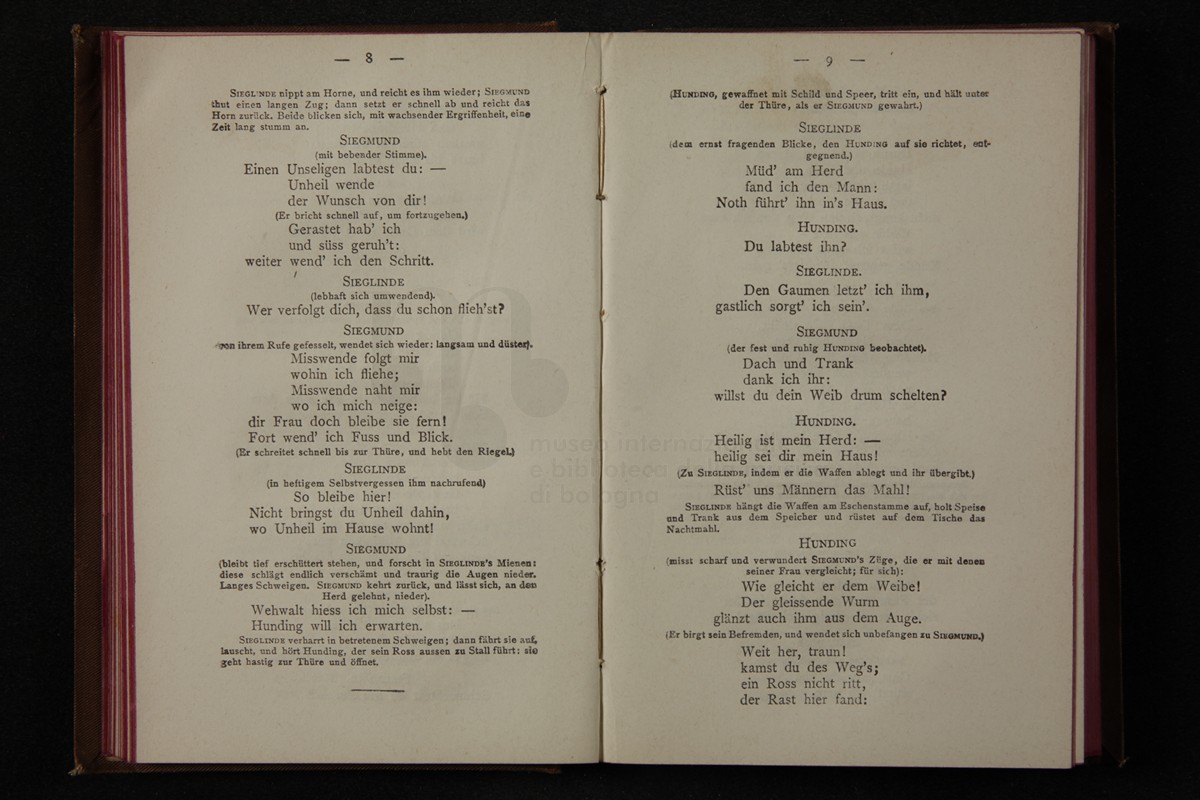 — 8 —
SIEGLINDE nippt am Horne, und reicht es ihm wieder; SIEGMUND
thut einen langen Zug; dann setzt er schnell ab und reicht das
Horn zurück. Beide blicken sich, mit wachsender Ergriffenheit, eine
Zeit lang stumm an.
SIEGMUND
(mit bebender Stimme).
Einen Unseligen labtest du: —
Unheil wende
der Wunsch von dir!
(Er bricht schnell auf, um fortzugehen.)
Gerastet hab' ich
und süss geruh't:
weiter wend' ich den Schritt.
SIEGLINDE
(lebhaft sich umwendend).
Wer verfolgt dich, dass du schon flieh'st?
SIEGMUND
von ihrem Rufe gefesselt, wendet sich wieder: langsam und düster).
Misswende folgt mir
wohin ich fliehe;
Misswende naht mir
wo ich mich neige:
dir Frau doch bleibe sie fern!
Fort wend' ich Fuss und Blick.
(Er schreitet schnell bis zur Thüre, und hebt den Riegel.)
SIEGLINDE
(in heftigem Selbstvergessen ihm nachrufend)
So bleibe hier!
Nicht bringst du Unheil dahin,
wo Unheil im Hause wohnt!
SIEGMUND
(bleibt tief erschüttert stehen, und forscht in SIEGLINDE'S Mienen:
diese schlägt endlich verschämt und traurig die Augen nieder.
Langes Schweigen. SIEGMUND kehrt zurück, und lässt sich, an den
Herd gelehnt, nieder).
Wehwalt hiess ich mich selbst: —
Hunding will ich erwarten.
SIEGLINDE verharrt in betretenem Schweigen; dann fährt sie auf,
lauscht, und hört Hunding, der sein Ross aussen zu Stall führt: sie
geht hastig zur Thüre und öffnet.
— 9 —
(HUNDING, gewaffnet mit Schild und Speer, tritt ein, und hält unter
der Thüre, als er SIEGMUND gewahrt.)
SIEGLINDE
(dem ernst fragenden Blicke, den HUNDING auf sie richtet, ent-
gegnend.)
Müd' am Herd
fand ich den Mann:
Noth führt' ihn in's Haus.
HUNDING.
Du labtest ihn?
SIEGLINDE.
Den Gaumen letzt' ich ihm,
gastlich sorgt' ich sein'.
SIEGMUND
(der fest und ruhig HUNDING beobachtet).
Dach und Trank
dank ich ihr:
willst du dein Weib drum schelten?
HUNDING.
Heilig ist mein Herd: —
heilig sei dir mein Haus!
(Zu SIEGLINDE, indem er die Waffen ablegt und ihr übergibt.)
Rüst' uns Männern das Mahl!
SIEGLINDE hängt die Waffen am Eschenstamme auf, holt Speise
und Trank aus dem Speicher und rüstet auf dem Tische das
Nachtmahl.
HUNDING
(misst scharf und verwundert SIEGMUND'S Züge, die er mit denen
seiner Frau vergleicht; für sich):
Wie gleicht er dem Weibe!
Der gleissende Wurm
glänzt auch ihm aus dem Auge.
(Er birgt sein Befremden, und wendet sich unbefangen zu SIEGMUND.)
Weit her, traun!
kamst du des Weg's;
ein Ross nicht ritt,
der Rast hier fand:
museo internaz
e biblioteca
di bologna